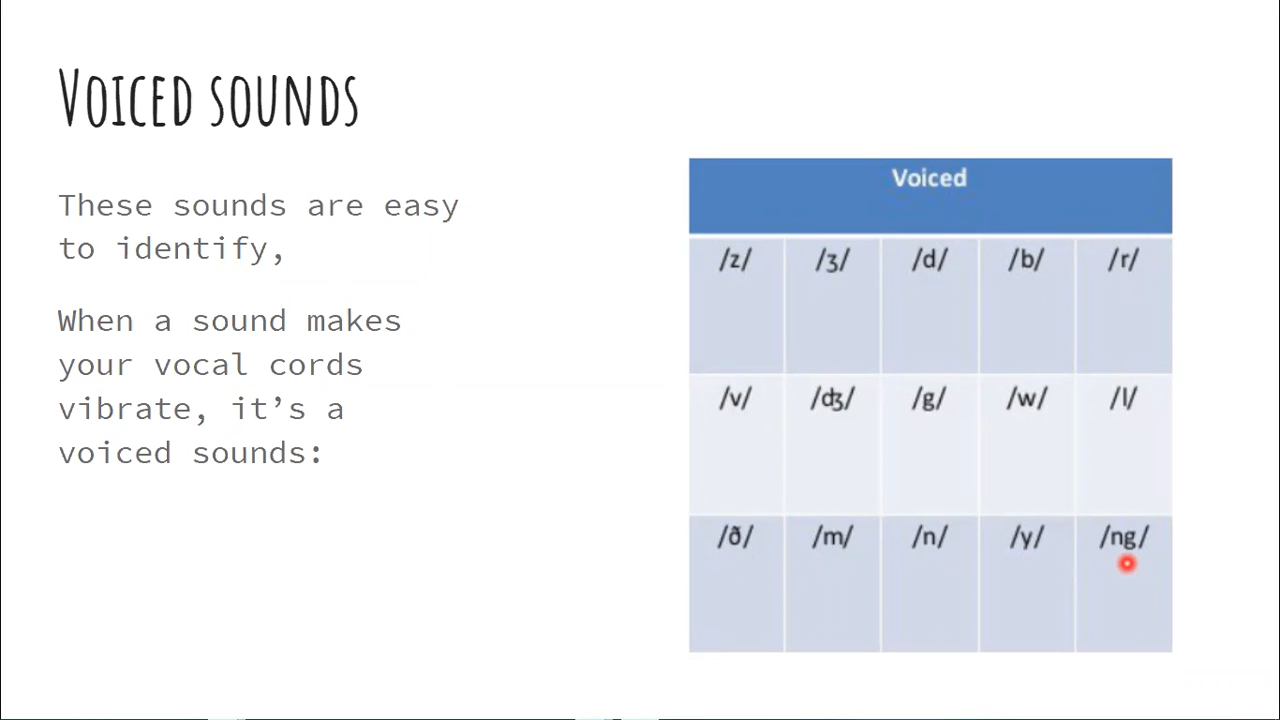 Voiced sounds
These sounds are easy
to identify,
When a sound makes
your vocal cords
vibrate, it’s a
voiced sounds:
Voiced
/z/ /ʒ/ /d/ /b/ /r/
/v/ /ʤ/ /g/ /w/ /l/
/ð/ /m/ /n/ /y/ /ng/